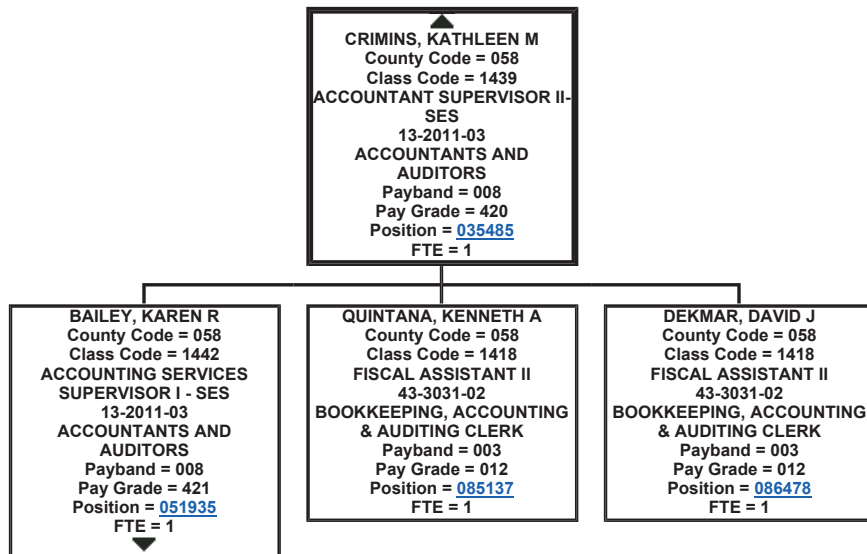 CRIMINS, KATHLEEN M
County Code = 058
Class Code = 1439
ACCOUNTANT SUPERVISOR II-
SES
13-2011-03
ACCOUNTANTS AND
AUDITORS
Payband = 008
Pay Grade = 420
Position = 035485
FTE = 1
BAILEY, KAREN R
County Code = 058
Class Code = 1442
ACCOUNTING SERVICES
SUPERVISOR I - SES
13-2011-03
ACCOUNTANTS AND
AUDITORS
Payband = 008
Pay Grade = 421
Position = 051935
FTE = 1
QUINTANA, KENNETH A
County Code = 058
Class Code = 1418
FISCAL ASSISTANT II
43-3031-02
BOOKKEEPING, ACCOUNTING
& AUDITING CLERK
Payband = 003
Pay Grade = 012
Position = 085137
FTE = 1
DEKMAR, DAVID J
County Code = 058
Class Code = 1418
FISCAL ASSISTANT II
43-3031-02
BOOKKEEPING, ACCOUNTING
& AUDITING CLERK
Payband = 003
Pay Grade = 012
Position = 086478
FTE = 1